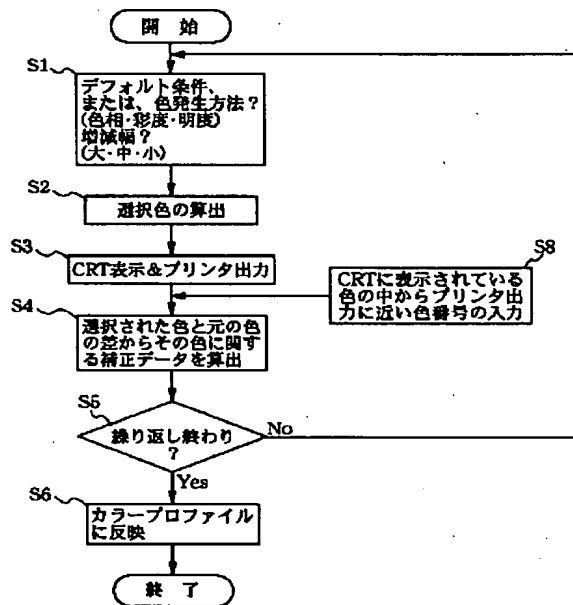 開 始
S1
デフォルト条件、
または、色発生方法?
(色相・彩度・明度)
増減幅?
(大・中・小)
S2
選択色の算出
S3
CRT表示&プリンタ出力
S8
CRTに表示されている
色の中からプリンタ出
力に近い色番号の入力
S4
選択された色と元の色
の差からその色に関す
る補正データを算出
S5
繰り返し終わり
?
No
Yes
S6
カラープロファイル
に反映
終 了